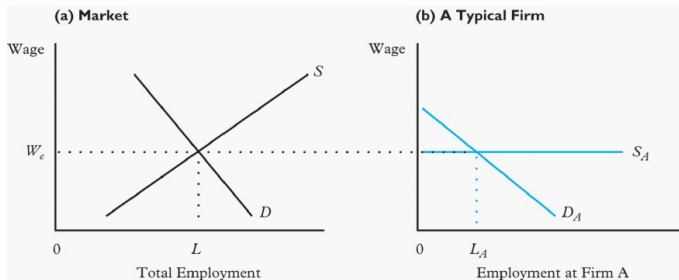 (a) Market
Wage
S
W_e
D
0
L
Total Employment
(b) A Typical Firm
Wage
S_A
D_A
0
L_A
Employment at Firm A